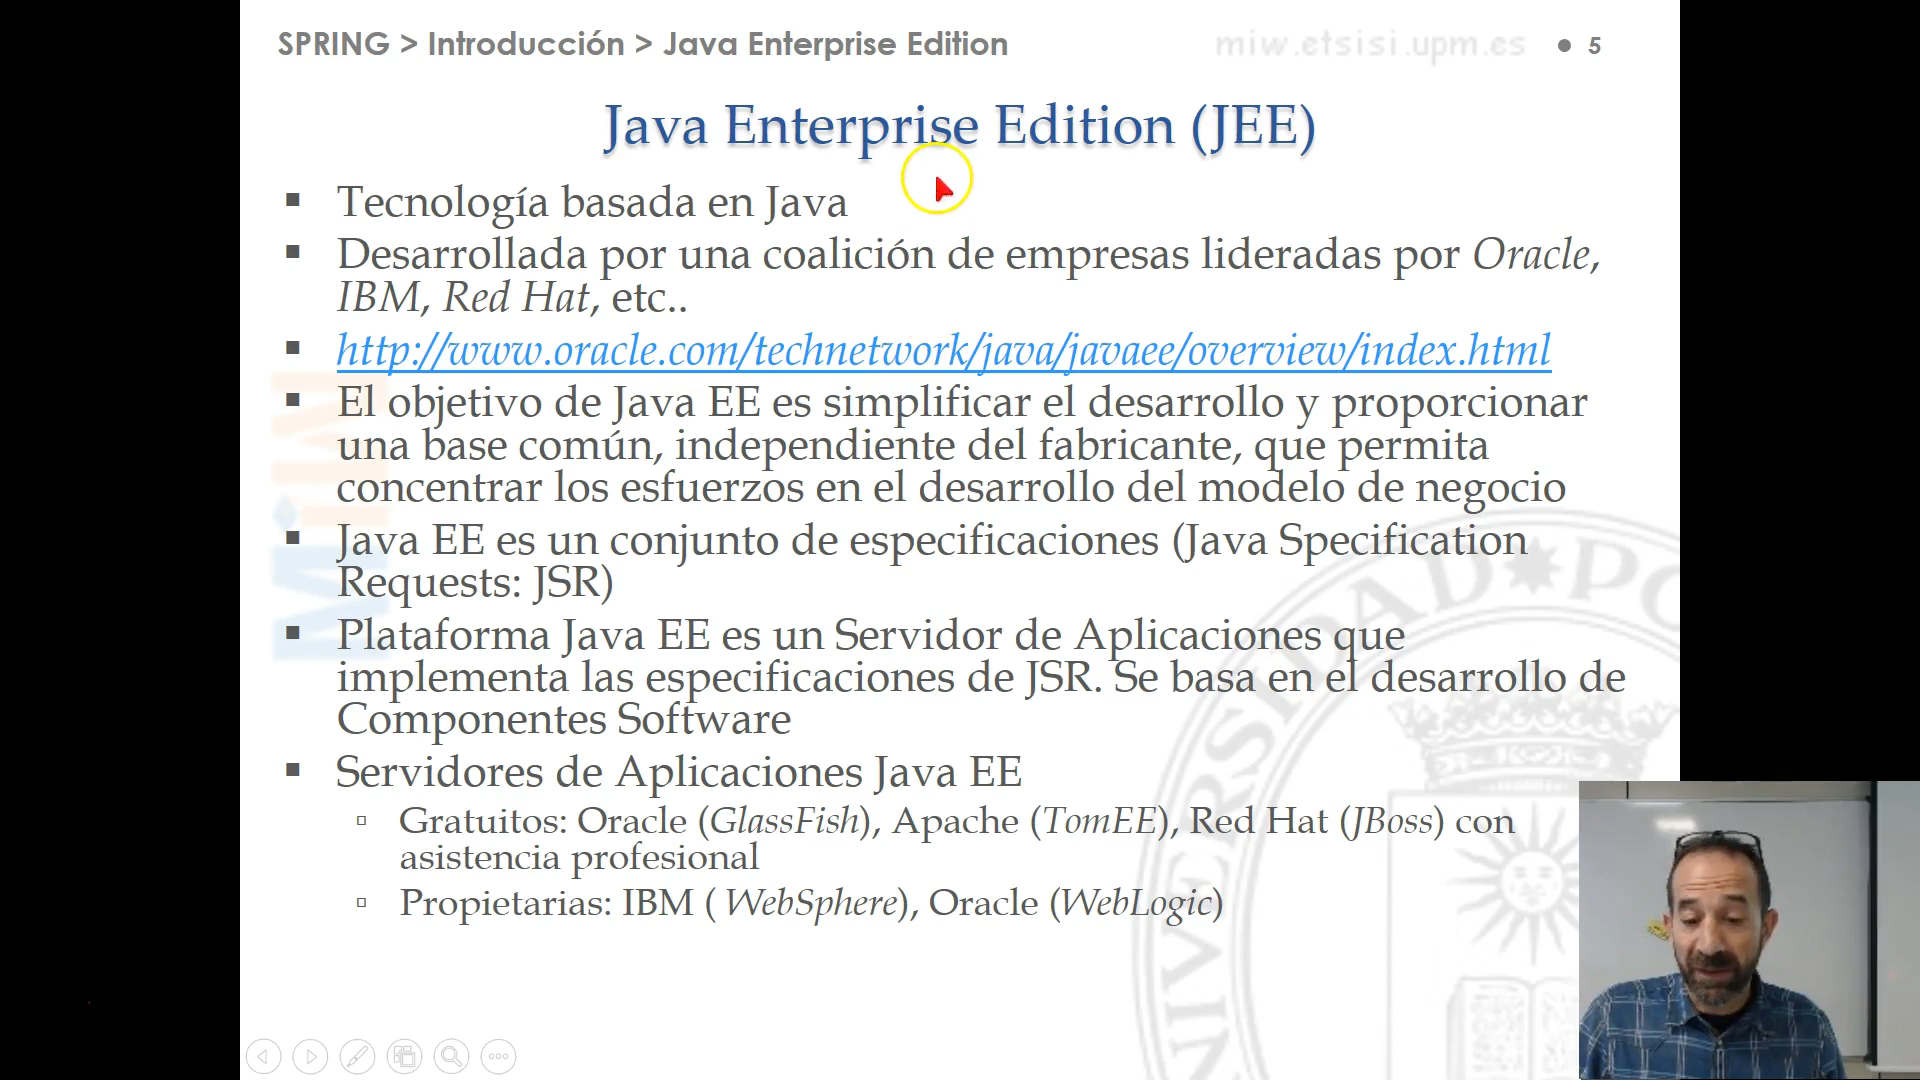 SPRING > Introducción > Java Enterprise Edition
miw.etsisi.upm.es
5
Java Enterprise Edition (JEE)
Tecnología basada en Java
Desarrollada por una coalición de empresas lideradas por Oracle,
IBM, Red Hat, etc..
http://www.oracle.com/technetwork/java/javaee/overview/index.html
El objetivo de Java EE es simplificar el desarrollo y proporcionar
una base común, independiente del fabricante, que permita
concentrar los esfuerzos en el desarrollo del modelo de negocio
Java EE es un conjunto de especificaciones (Java Specification
Requests: JSR)
Plataforma Java EE es un Servidor de Aplicaciones que
implementa las especificaciones de JSR. Se basa en el desarrollo de
Componentes Software
Servidores de Aplicaciones Java EE
Gratuitos: Oracle (GlassFish), Apache (TomEE), Red Hat (JBoss) con
asistencia profesional
Propietarias: IBM ( WebSphere), Oracle (WebLogic)
MiW
NIVERSIDAD PO